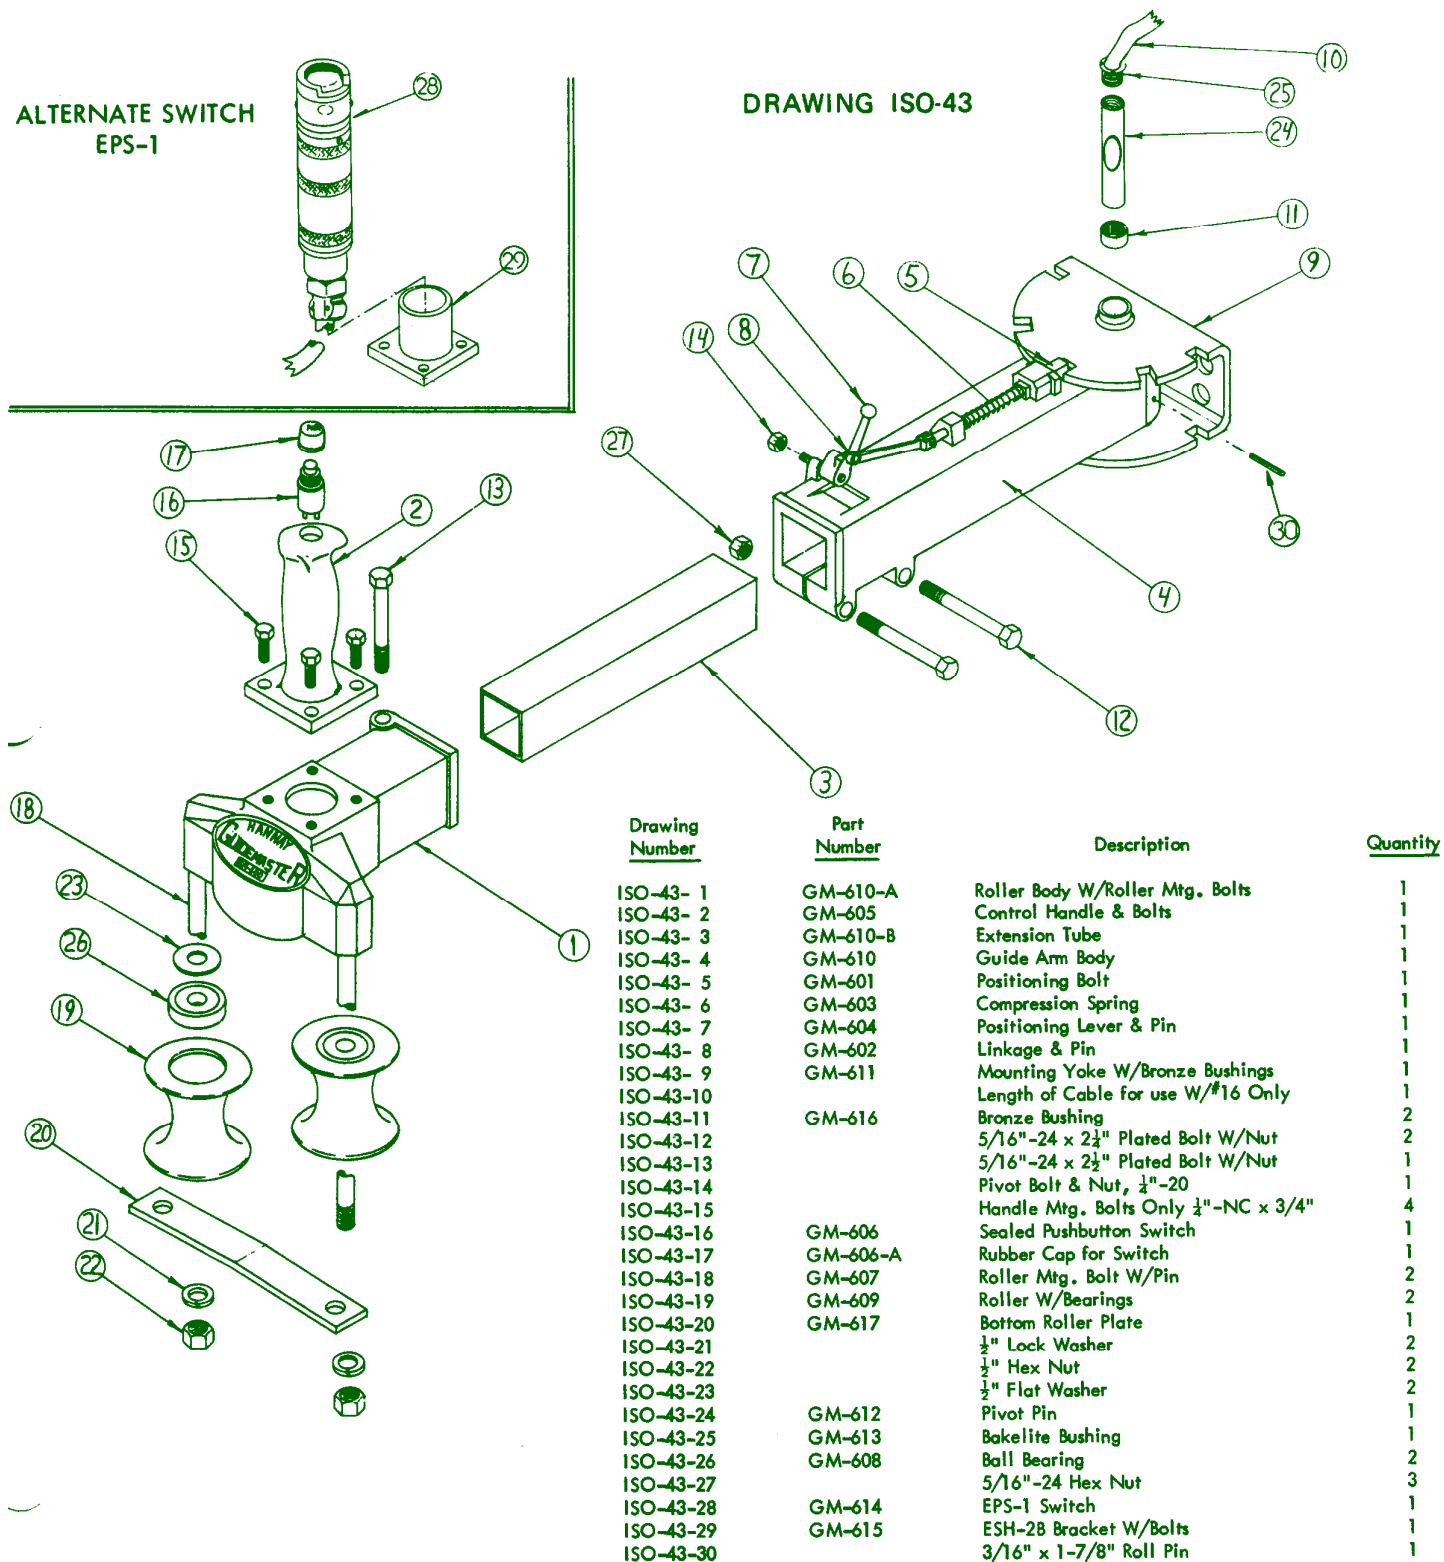 ALTERNATE SWITCH
EPS-1
DRAWING ISO-43
28
29
10
25
24
11
9
7
6
5
14
8
27
17
16
13
2
15
30
4
12
3
18
23
1
26
19
20
21
22
HANNAY
GUIDEMASTER
Drawing Number Part Number Description Quantity
ISO-43- 1 GM-610-A Roller Body W/Roller Mtg. Bolts 1
ISO-43- 2 GM-605 Control Handle & Bolts 1
ISO-43- 3 GM-610-B Extension Tube 1
ISO-43- 4 GM-610 Guide Arm Body 1
ISO-43- 5 GM-601 Positioning Bolt 1
ISO-43- 6 GM-603 Compression Spring 1
ISO-43- 7 GM-604 Positioning Lever & Pin 1
ISO-43- 8 GM-602 Linkage & Pin 1
ISO-43- 9 GM-611 Mounting Yoke W/Bronze Bushings 1
ISO-43-10 Length of Cable for use W/#16 Only 1
ISO-43-11 GM-616 Bronze Bushing 2
ISO-43-12 5/16"-24 x 2¼" Plated Bolt W/Nut 2
ISO-43-13 5/16"-24 x 2½" Plated Bolt W/Nut 1
ISO-43-14 Pivot Bolt & Nut, ¼"-20 1
ISO-43-15 Handle Mtg. Bolts Only ¼"-NC x 3/4" 4
ISO-43-16 GM-606 Sealed Pushbutton Switch 1
ISO-43-17 GM-606-A Rubber Cap for Switch 1
ISO-43-18 GM-607 Roller Mtg. Bolt W/Pin 2
ISO-43-19 GM-609 Roller W/Bearings 2
ISO-43-20 GM-617 Bottom Roller Plate 1
ISO-43-21 ½" Lock Washer 2
ISO-43-22 ½" Hex Nut 2
ISO-43-23 ½" Flat Washer 2
ISO-43-24 GM-612 Pivot Pin 1
ISO-43-25 GM-613 Bakelite Bushing 1
ISO-43-26 GM-608 Ball Bearing 2
ISO-43-27 5/16"-24 Hex Nut 3
ISO-43-28 GM-614 EPS-1 Switch 1
ISO-43-29 GM-615 ESH-2B Bracket W/Bolts 1
ISO-43-30 3/16" x 1-7/8" Roll Pin 1